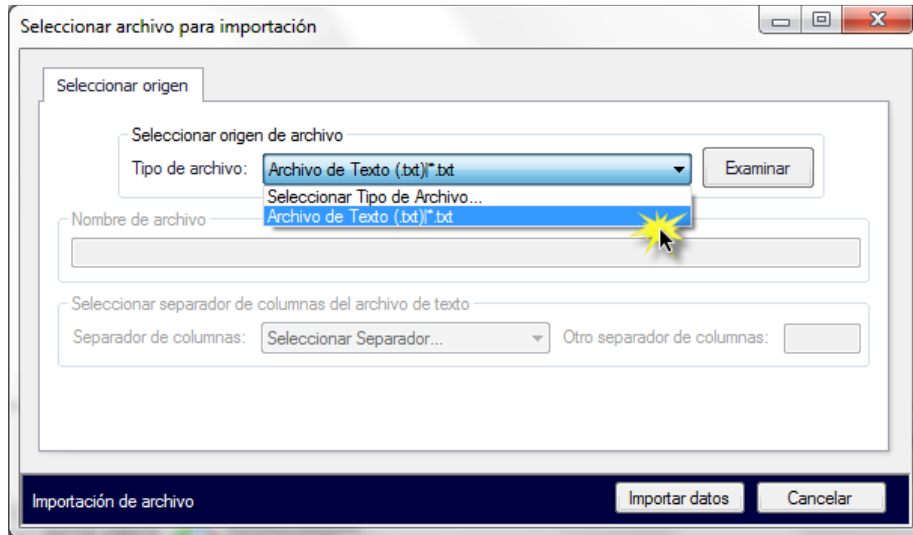 Seleccionar archivo para importación
Seleccionar origen
Seleccionar origen de archivo
Tipo de archivo: Archivo de Texto (.txt)|*.txt Examinar
Seleccionar Tipo de Archivo...
Archivo de Texto (.txt)|*.txt
Nombre de archivo
Seleccionar separador de columnas del archivo de texto
Separador de columnas: Seleccionar Separador... Otro separador de columnas:
Importación de archivo Importar datos Cancelar